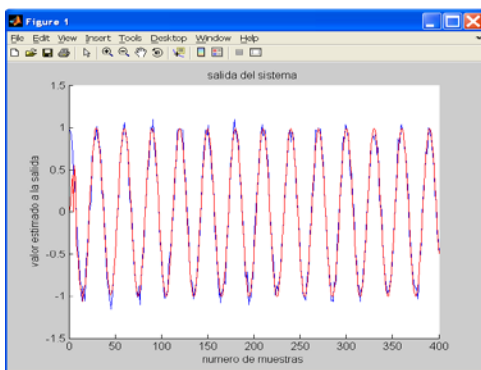 Figure 1
File Edit View Insert Tools Desktop Window Help
salida del sistema
1.5
1
0.5
0
-0.5
-1
-1.5
valor estimado a la salida
0 50 100 150 200 250 300 350 400
numero de muestras